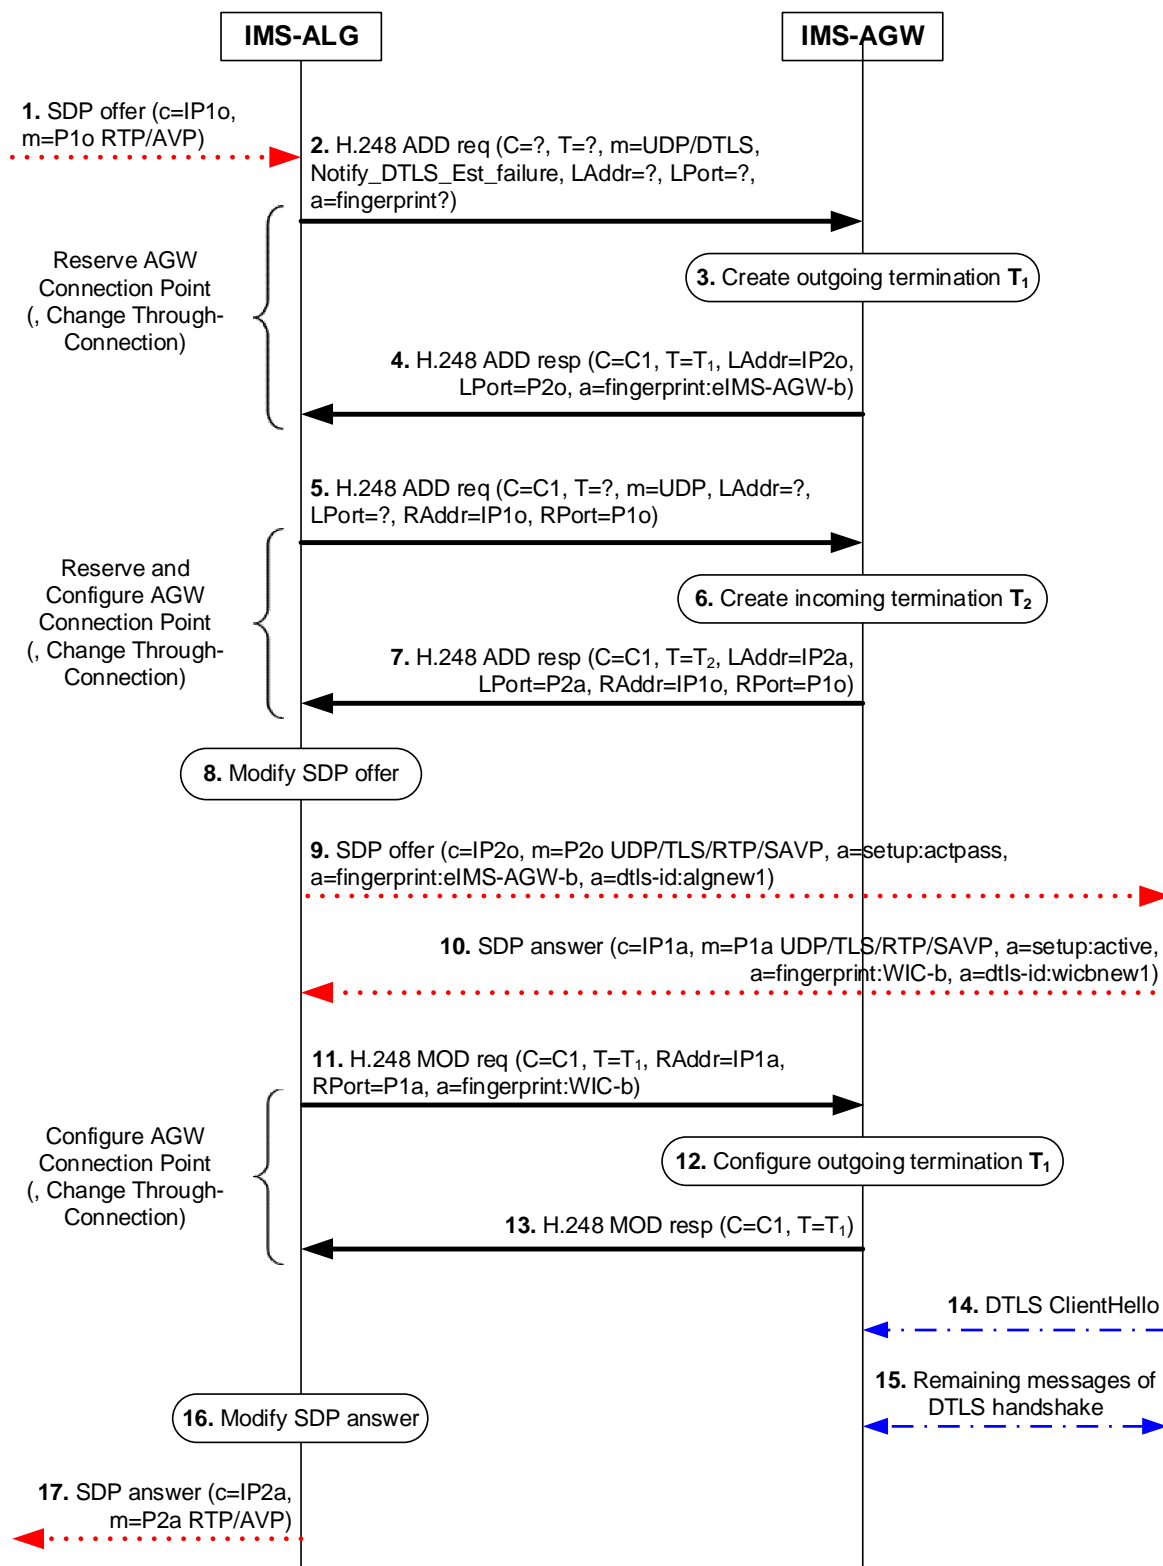 IMS-ALG
IMS-AGW
1. SDP offer (c=IP1o,
m=P1o RTP/AVP)
2. H.248 ADD req (C=?, T=?, m=UDP/DTLS,
Notify_DTLS_Est_failure, LAddr=?, LPort=?,
a=fingerprint?)
Reserve AGW
Connection Point
(, Change Through-
Connection)
3. Create outgoing termination T1
4. H.248 ADD resp (C=C1, T=T1, LAddr=IP2o,
LPort=P2o, a=fingerprint:eIMS-AGW-b)
5. H.248 ADD req (C=C1, T=?, m=UDP, LAddr=?,
LPort=?, RAddr=IP1o, RPort=P1o)
Reserve and
Configure AGW
Connection Point
(, Change Through-
Connection)
6. Create incoming termination T2
7. H.248 ADD resp (C=C1, T=T2, LAddr=IP2a,
LPort=P2a, RAddr=IP1o, RPort=P1o)
8. Modify SDP offer
9. SDP offer (c=IP2o, m=P2o UDP/TLS/RTP/SAVP, a=setup:actpass,
a=fingerprint:eIMS-AGW-b, a=dtls-id:algnew1)
10. SDP answer (c=IP1a, m=P1a UDP/TLS/RTP/SAVP, a=setup:active,
a=fingerprint:WIC-b, a=dtls-id:wicbnew1)
11. H.248 MOD req (C=C1, T=T1, RAddr=IP1a,
RPort=P1a, a=fingerprint:WIC-b)
Configure AGW
Connection Point
(, Change Through-
Connection)
12. Configure outgoing termination T1
13. H.248 MOD resp (C=C1, T=T1)
14. DTLS ClientHello
15. Remaining messages of
DTLS handshake
16. Modify SDP answer
17. SDP answer (c=IP2a,
m=P2a RTP/AVP)